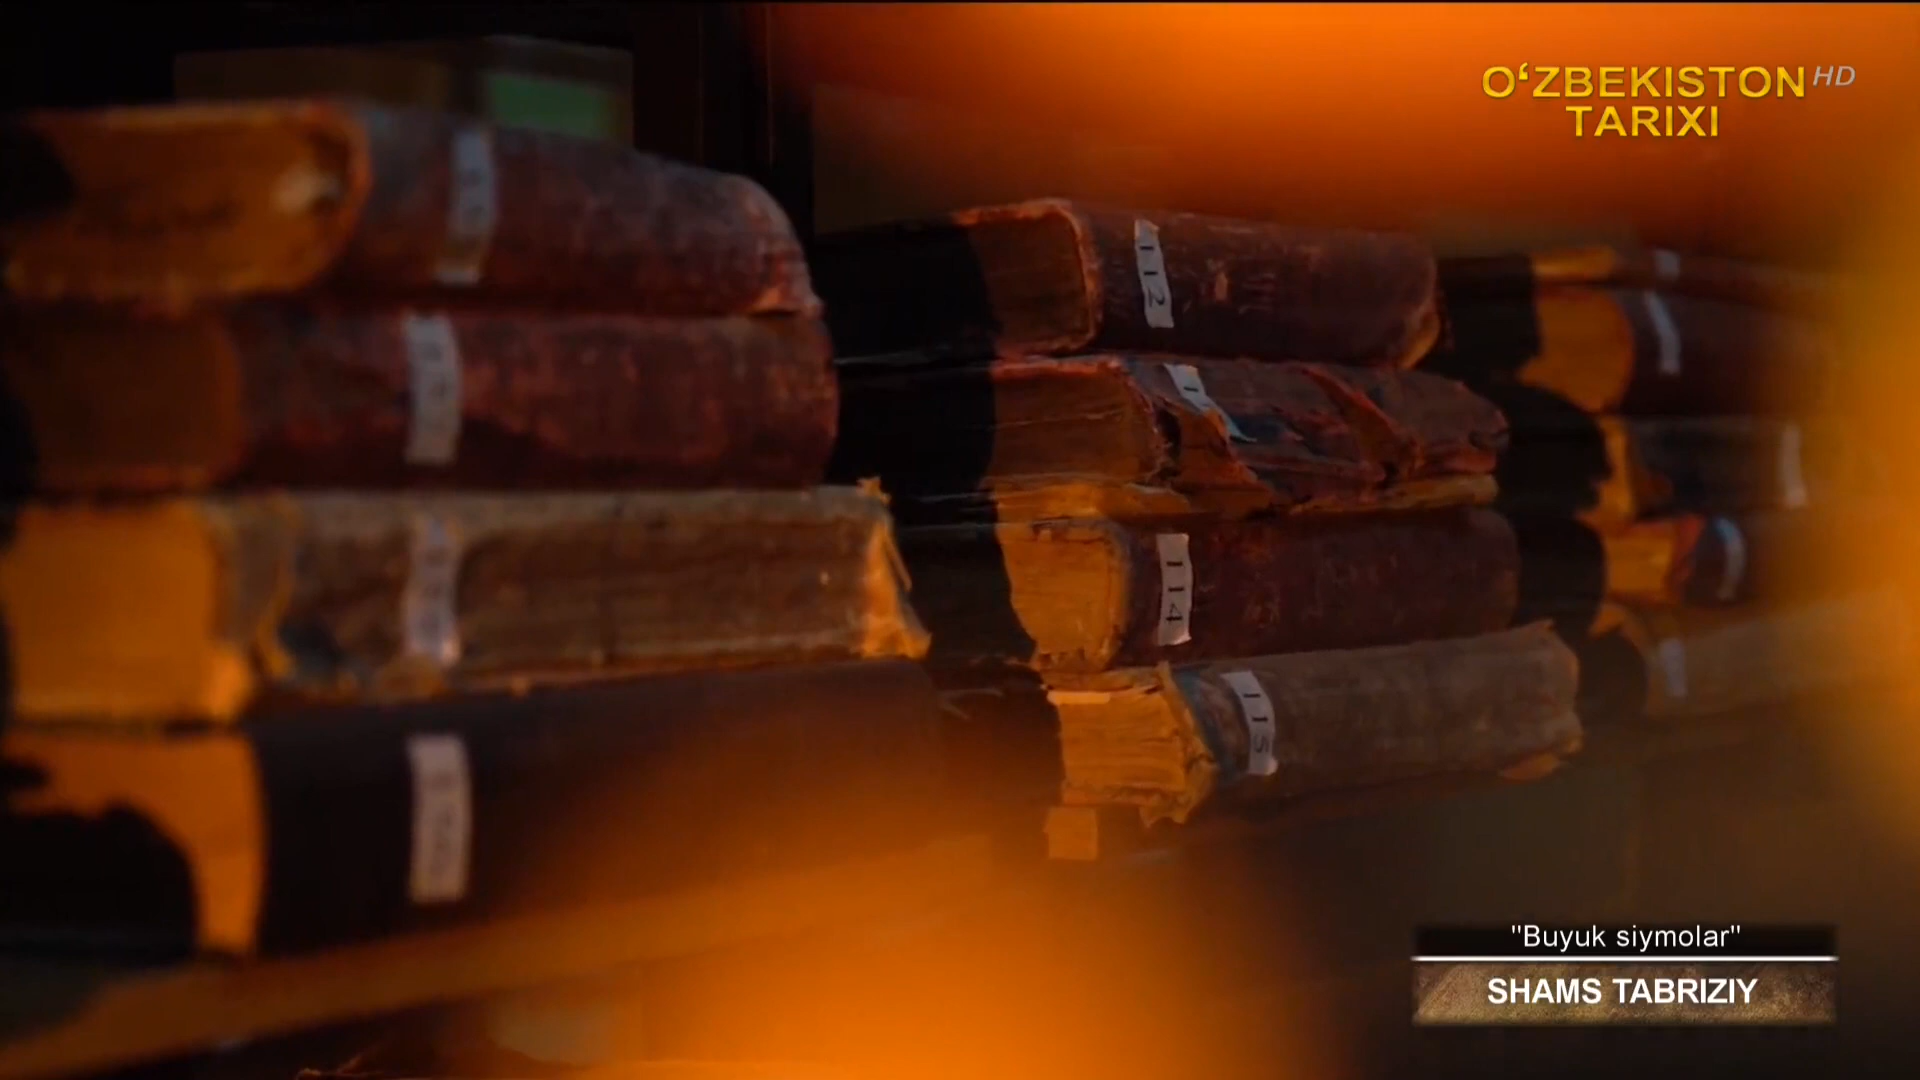 O‘ZBEKISTON HD
TARIXI
112
114
115
"Buyuk siymolar"
SHAMS TABRIZIY